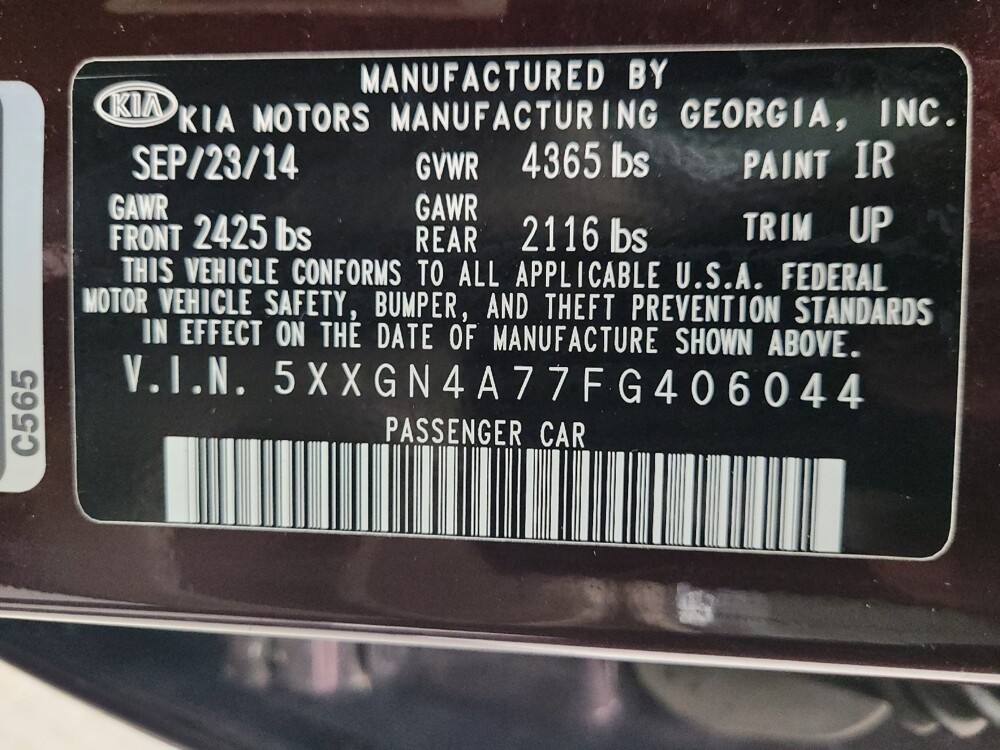 MANUFACTURED BY
KIA KIA MOTORS MANUFACTURING GEORGIA, INC.
SEP/23/14 GVWR 4365 lbs PAINT IR
GAWR FRONT 2425 lbs GAWR REAR 2116 lbs TRIM UP
THIS VEHICLE CONFORMS TO ALL APPLICABLE U.S.A. FEDERAL
MOTOR VEHICLE SAFETY, BUMPER, AND THEFT PREVENTION STANDARDS
IN EFFECT ON THE DATE OF MANUFACTURE SHOWN ABOVE.
V.I.N. 5XXGN4A77FG406044
PASSENGER CAR
C565